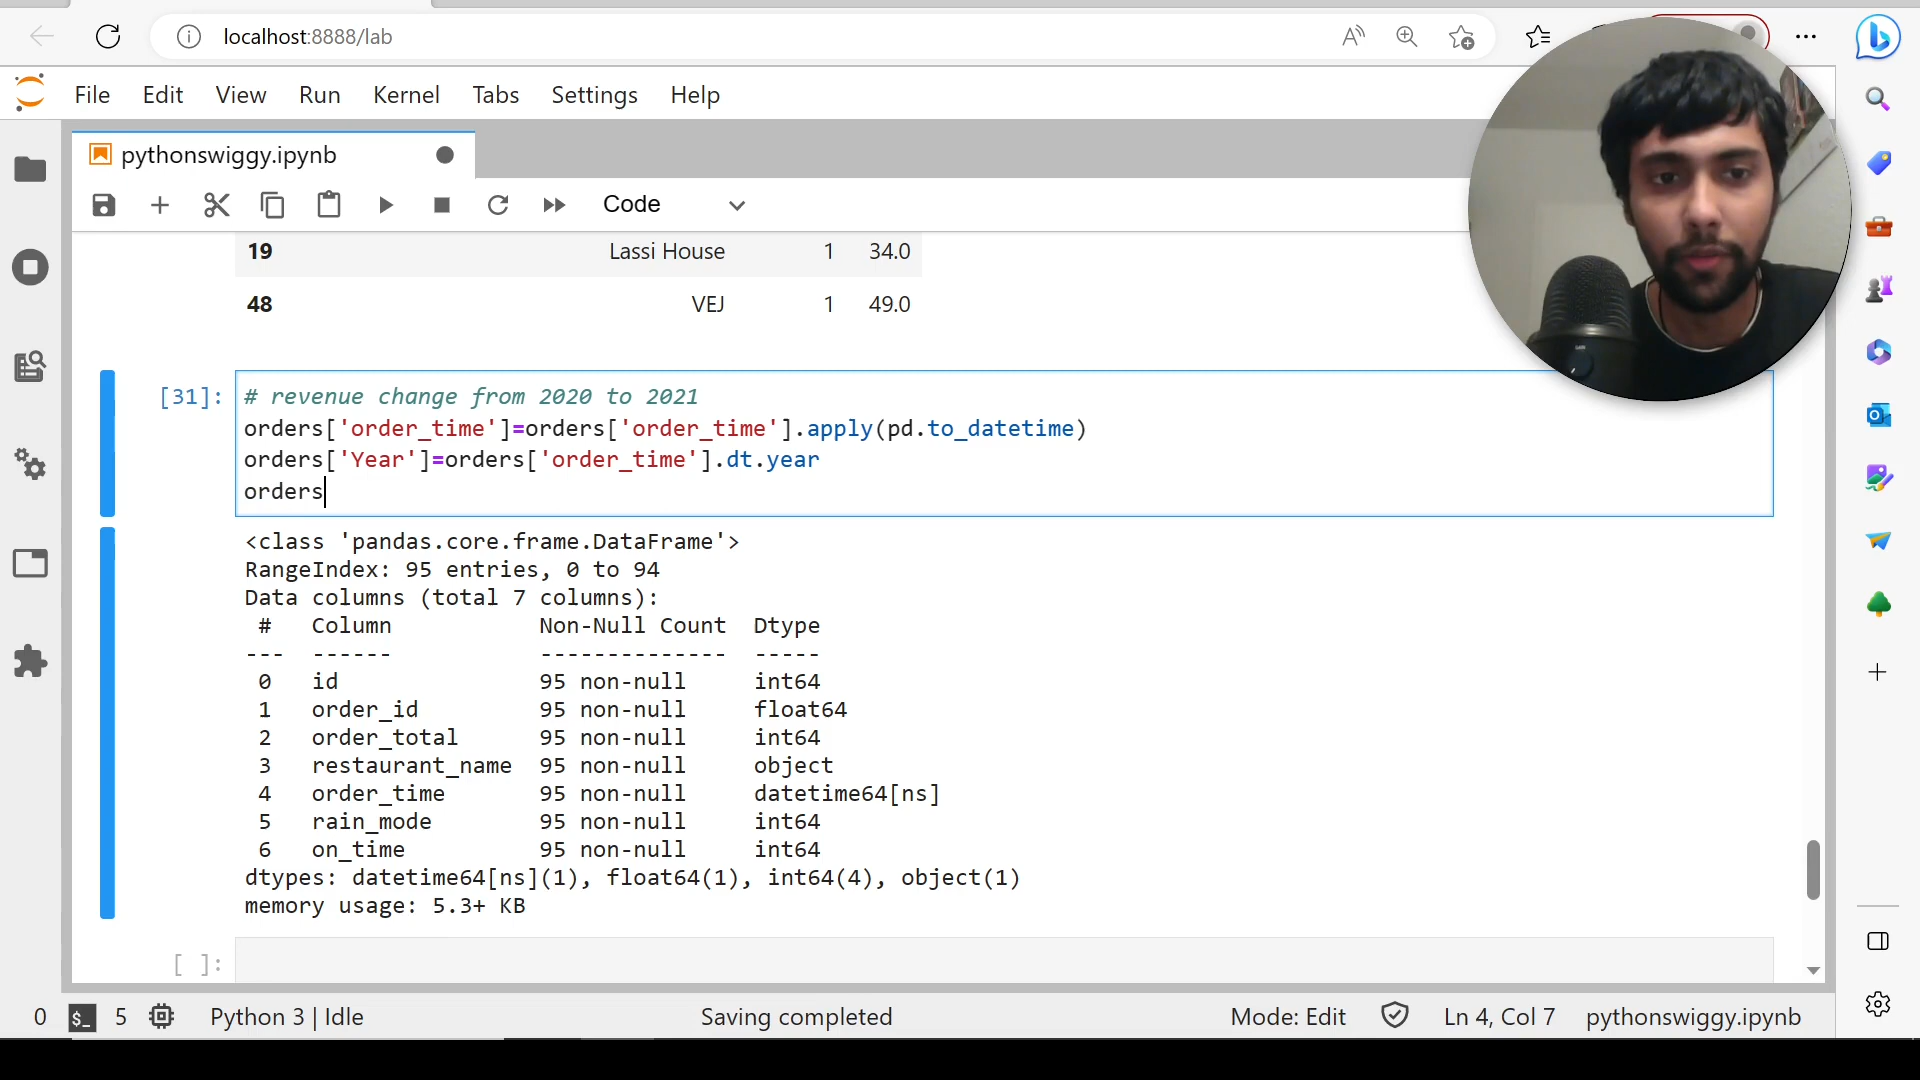 localhost:8888/lab
File Edit View Run Kernel Tabs Settings Help
pythonswiggy.ipynb
Code
19 Lassi House 1 34.0
48 VEJ 1 49.0
[31]:
# revenue change from 2020 to 2021
orders['order_time']=orders['order_time'].apply(pd.to_datetime)
orders['Year']=orders['order_time'].dt.year
orders
<class 'pandas.core.frame.DataFrame'>
RangeIndex: 95 entries, 0 to 94
Data columns (total 7 columns):
# Column Non-Null Count Dtype
--- ------ -------------- -----
0 id 95 non-null int64
1 order_id 95 non-null float64
2 order_total 95 non-null int64
3 restaurant_name 95 non-null object
4 order_time 95 non-null datetime64[ns]
5 rain_mode 95 non-null int64
6 on_time 95 non-null int64
dtypes: datetime64[ns](1), float64(1), int64(4), object(1)
memory usage: 5.3+ KB
[ ]:
0 $_ 5 Python 3 | Idle Saving completed Mode: Edit Ln 4, Col 7 pythonswiggy.ipynb